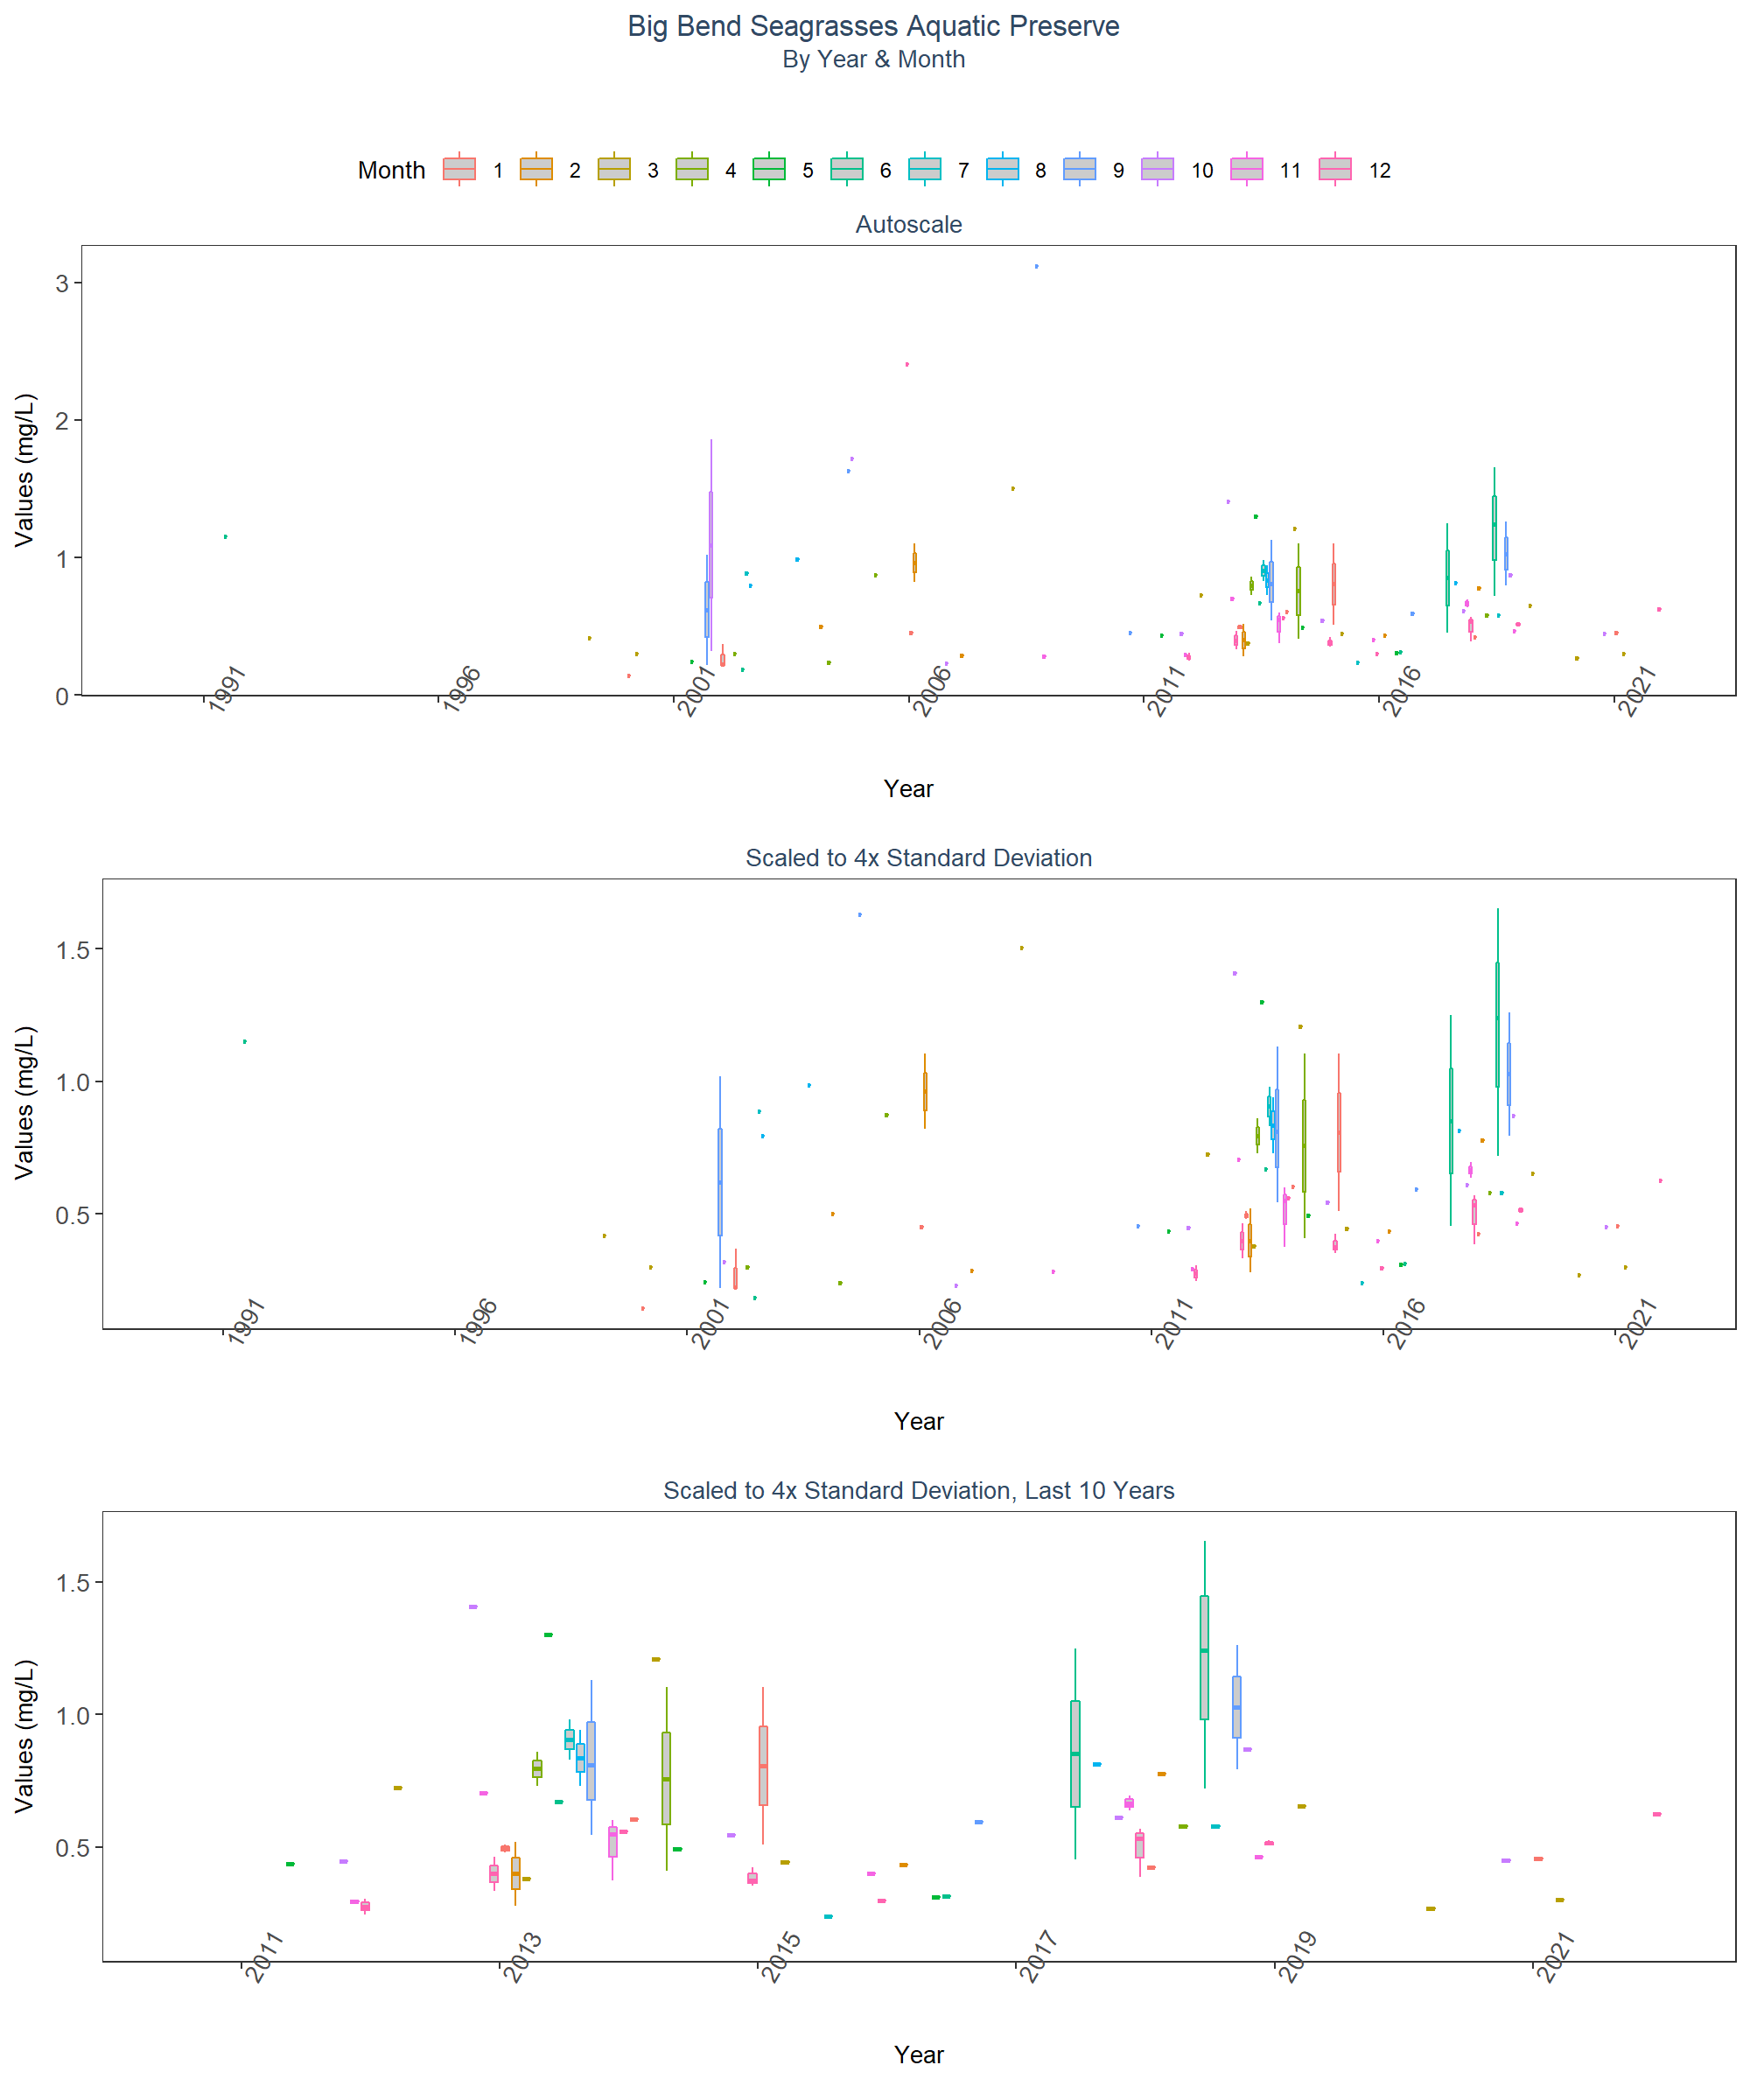 Big Bend Seagrasses Aquatic Preserve
By Year & Month
Month 1 2 3 4 5 6 7 8 9 10 11 12
Autoscale
Values (mg/L)
3
2
1
0
1991 1996 2001 2006 2011 2016 2021
Year
Scaled to 4x Standard Deviation
Values (mg/L)
1.5
1.0
0.5
1991 1996 2001 2006 2011 2016 2021
Year
Scaled to 4x Standard Deviation, Last 10 Years
Values (mg/L)
1.5
1.0
0.5
2011 2013 2015 2017 2019 2021
Year